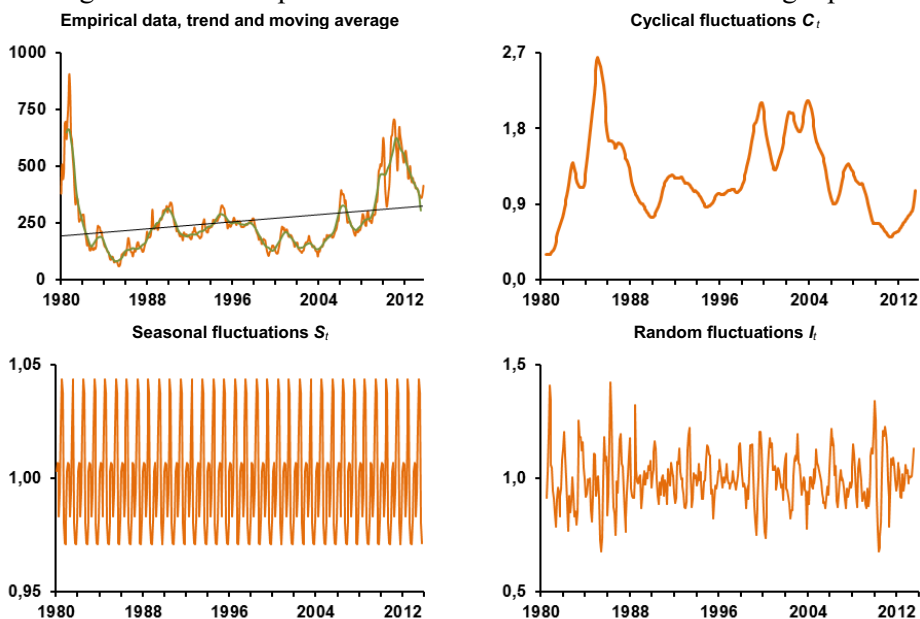 Empirical data, trend and moving average
1000
750
500
250
0
1980 1988 1996 2004 2012
Cyclical fluctuations C t
2,7
1,8
0,9
0,0
1980 1988 1996 2004 2012
Seasonal fluctuations St
1,05
1,00
0,95
1980 1988 1996 2004 2012
Random fluctuations It
1,5
1,0
0,5
1980 1988 1996 2004 2012